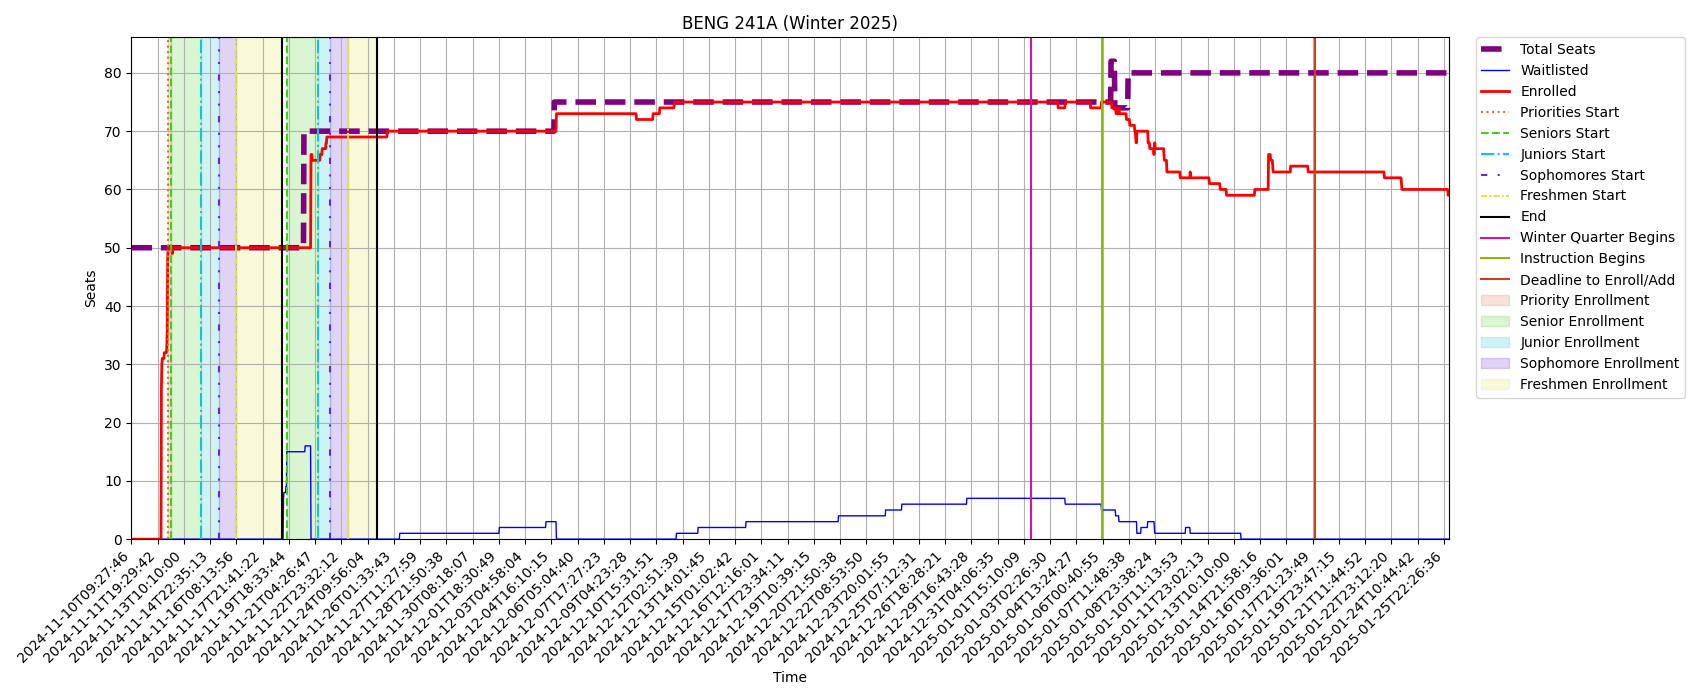 BENG 241A (Winter 2025)
Seats
80
70
60
50
40
30
20
10
0
2024-11-10T09:27:46
2024-11-11T19:29:42
2024-11-13T10:10:00
2024-11-14T22:35:13
2024-11-16T08:13:56
2024-11-17T21:41:22
2024-11-19T18:33:44
2024-11-21T04:26:47
2024-11-22T23:32:12
2024-11-24T09:56:04
2024-11-26T01:33:43
2024-11-27T11:27:59
2024-11-28T21:50:38
2024-11-30T08:18:07
2024-12-01T18:30:49
2024-12-03T04:58:04
2024-12-04T16:10:15
2024-12-06T05:04:40
2024-12-07T17:27:23
2024-12-09T04:23:28
2024-12-10T15:31:51
2024-12-12T02:51:39
2024-12-13T14:01:45
2024-12-15T01:02:42
2024-12-16T12:16:01
2024-12-17T23:34:11
2024-12-19T10:39:15
2024-12-20T21:50:38
2024-12-22T08:53:50
2024-12-23T20:01:55
2024-12-25T07:12:31
2024-12-26T18:28:21
2024-12-29T16:43:28
2024-12-31T04:06:35
2025-01-01T15:10:09
2025-01-03T02:26:30
2025-01-04T13:24:27
2025-01-06T00:40:55
2025-01-07T11:48:38
2025-01-08T23:38:24
2025-01-10T11:13:53
2025-01-11T23:02:13
2025-01-13T10:10:00
2025-01-14T21:58:16
2025-01-16T09:36:01
2025-01-17T21:23:49
2025-01-19T23:47:15
2025-01-21T11:44:52
2025-01-22T23:12:20
2025-01-24T10:44:42
2025-01-25T22:26:36
Time
Total Seats
Waitlisted
Enrolled
Priorities Start
Seniors Start
Juniors Start
Sophomores Start
Freshmen Start
End
Winter Quarter Begins
Instruction Begins
Deadline to Enroll/Add
Priority Enrollment
Senior Enrollment
Junior Enrollment
Sophomore Enrollment
Freshmen Enrollment